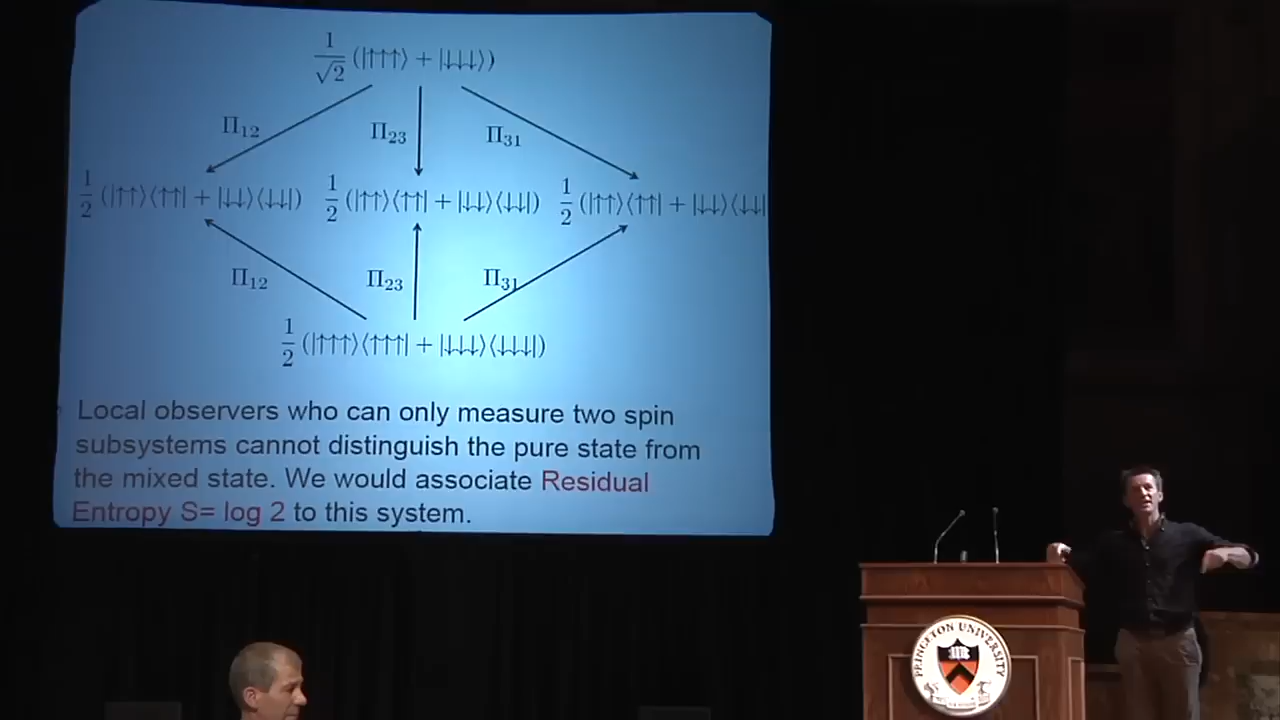 1/√2 (|↑↑↑⟩ + |↓↓↓⟩)
Π12 Π23 Π31
1/2 (|↑↑⟩⟨↑↑| + |↓↓⟩⟨↓↓|) 1/2 (|↑↑⟩⟨↑↑| + |↓↓⟩⟨↓↓|) 1/2 (|↑↑⟩⟨↑↑| + |↓↓⟩⟨↓↓|
Π12 Π23 Π31
1/2 (|↑↑↑⟩⟨↑↑↑| + |↓↓↓⟩⟨↓↓↓|)
Local observers who can only measure two spin
subsystems cannot distinguish the pure state from
the mixed state. We would associate Residual
Entropy S= log 2 to this system.
PRINCETON UNIVERSITY